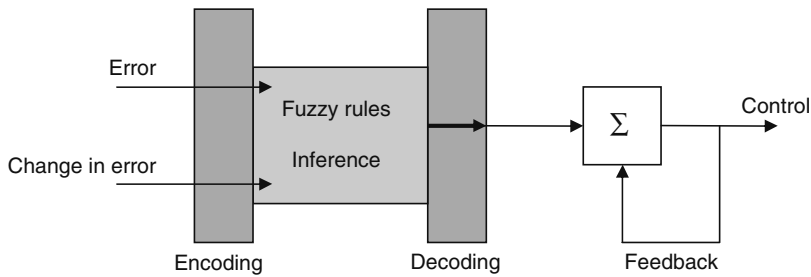 Error
Change in error
Fuzzy rules
Inference
Σ
Control
Encoding
Decoding
Feedback